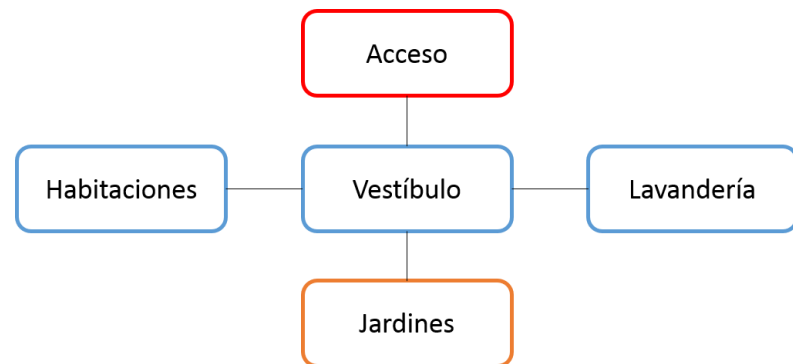 Acceso
Habitaciones
Vestíbulo
Lavandería
Jardines